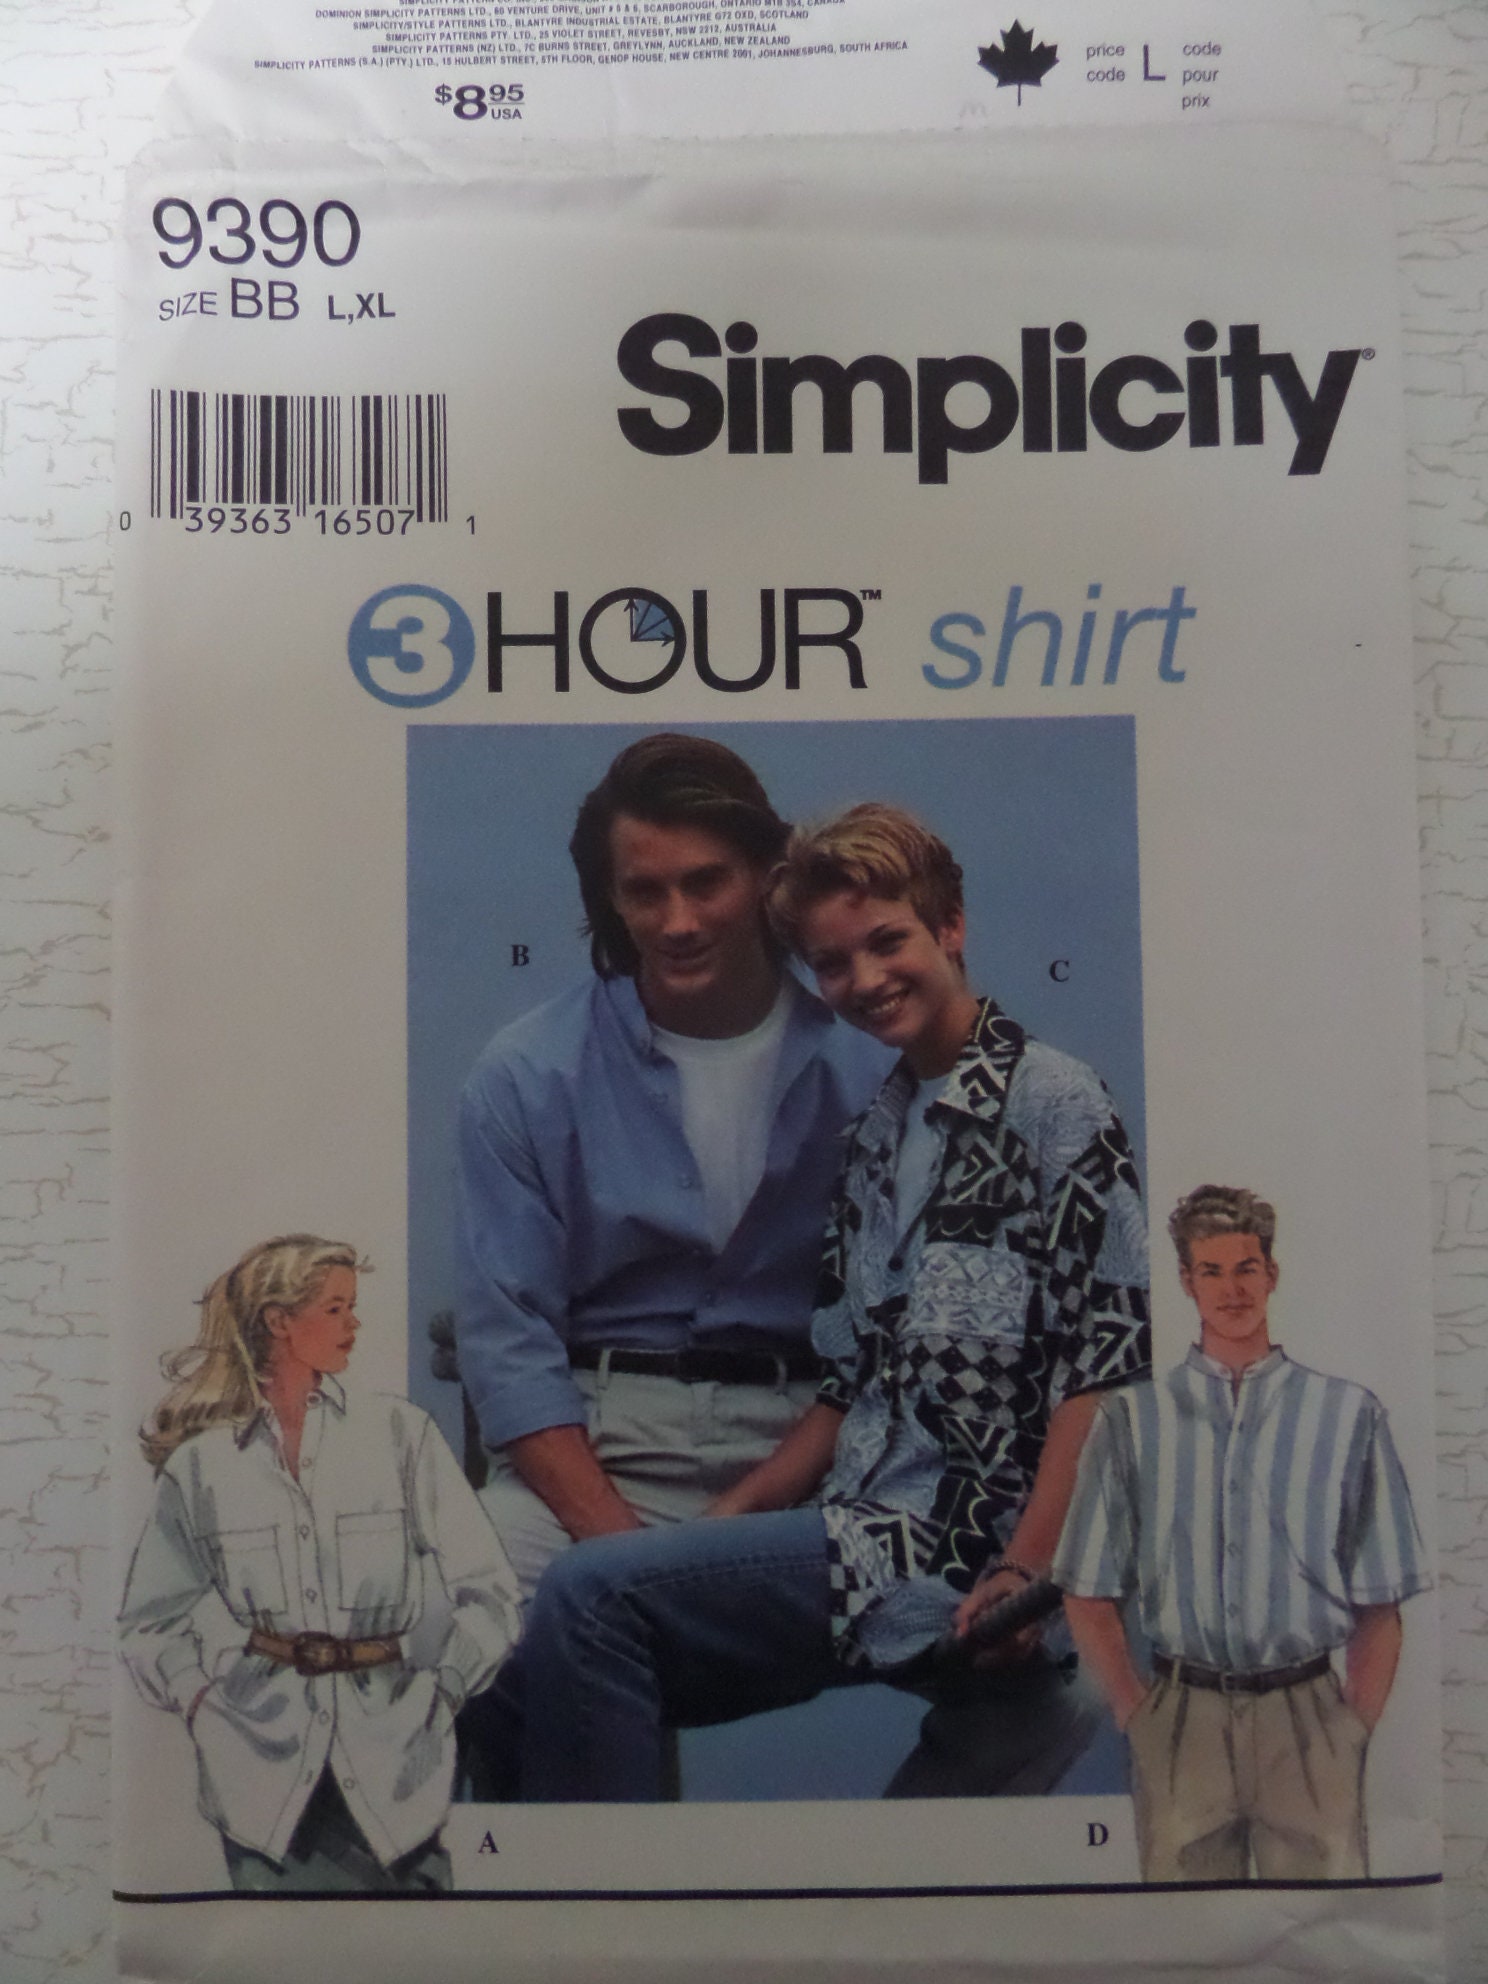 DOMINION SIMPLICITY PATTERNS LTD., 60 VENTURE DRIVE, UNIT # 5 & 6, SCARBOROUGH, ONTARIO M1B 3S4, CANADA
SIMPLICITY/STYLE PATTERNS LTD., BLANTYRE INDUSTRIAL ESTATE, BLANTYRE G72 OXD, SCOTLAND
SIMPLICITY PATTERNS PTY. LTD., 25 VIOLET STREET, REVESBY, NSW 2212, AUSTRALIA
SIMPLICITY PATTERNS (NZ) LTD., 7C BURNS STREET, GREYLYNN, AUCKLAND, NEW ZEALAND
SIMPLICITY PATTERNS (S.A.) (PTY.) LTD., 15 HULBERT STREET, 5TH FLOOR, GENOP HOUSE, NEW CENTRE 2001, JOHANNESBURG, SOUTH AFRICA
$8 95 USA
price code L code pour prix
9390
SIZE BB L,XL
Simplicity®
0 39363 16507 1
3 HOUR™ shirt
B
C
A
D